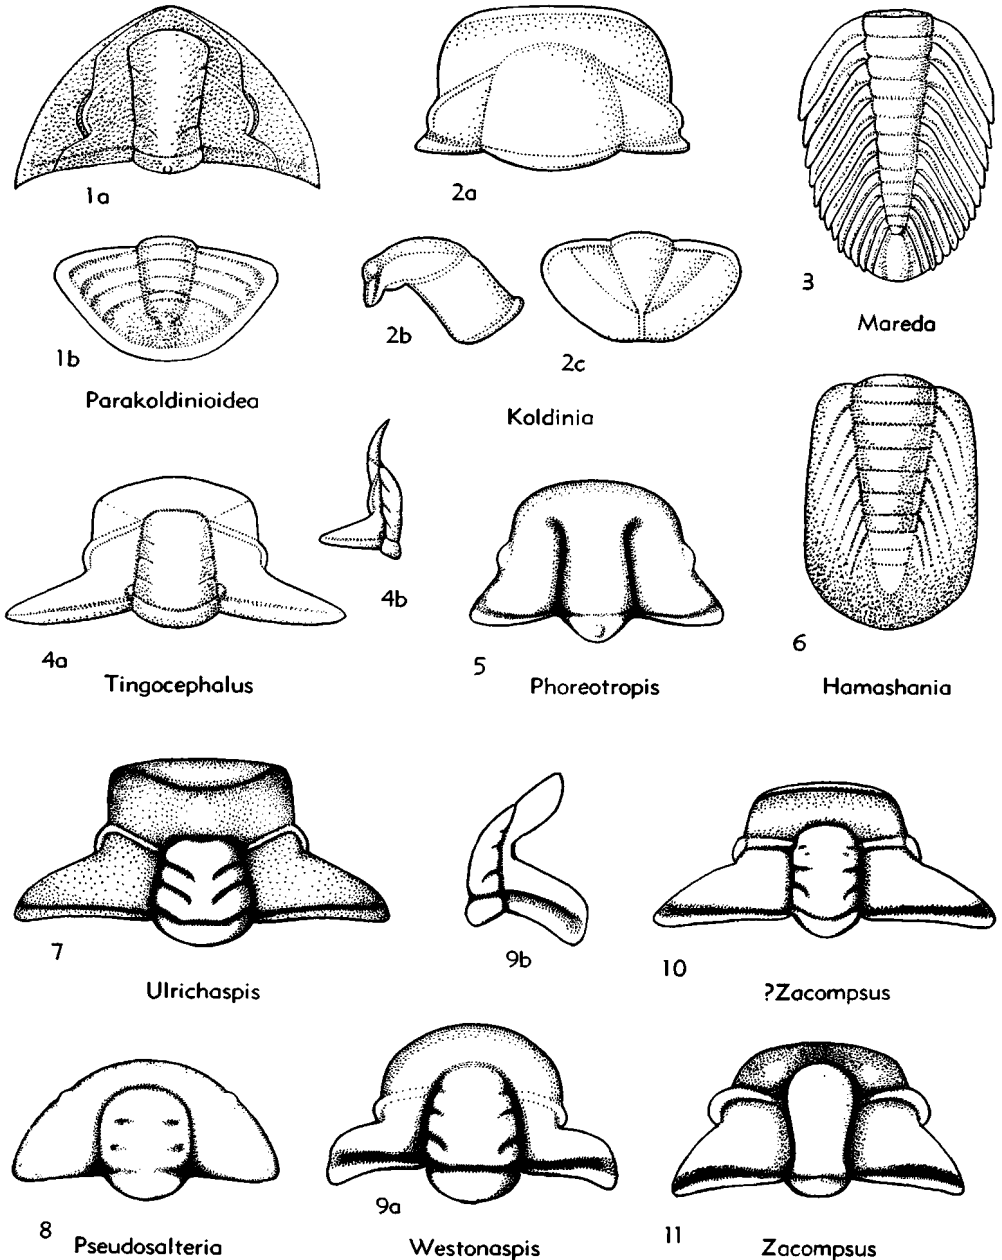 1a
2a
3
Mareda
1b
Parakoldinioidea
2b
2c
Koldinia
4a
4b
Tingocephalus
5
Phoreotropis
6
Hamashania
7
Ulrichaspis
9b
10
?Zacompsus
8
Pseudosalteria
9a
Westonaspis
11
Zacompsus